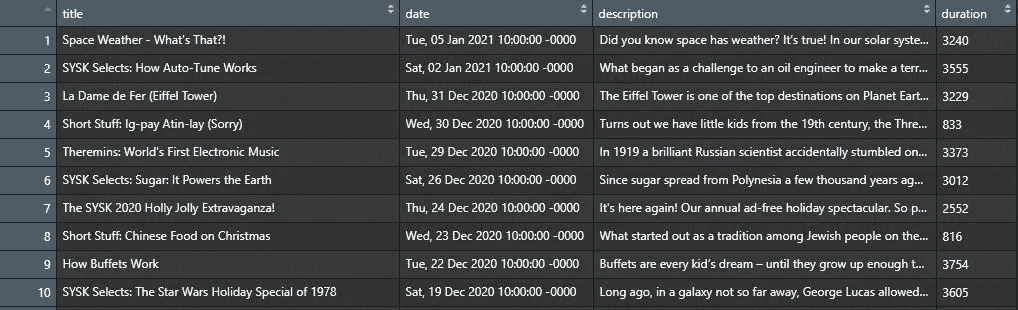 title date description duration
1 Space Weather - What's That?! Tue, 05 Jan 2021 10:00:00 -0000 Did you know space has weather? It's true! In our solar syste... 3240
2 SYSK Selects: How Auto-Tune Works Sat, 02 Jan 2021 10:00:00 -0000 What began as a challenge to an oil engineer to make a terr... 3555
3 La Dame de Fer (Eiffel Tower) Thu, 31 Dec 2020 10:00:00 -0000 The Eiffel Tower is one of the top destinations on Planet Eart... 3229
4 Short Stuff: Ig-pay Atin-lay (Sorry) Wed, 30 Dec 2020 10:00:00 -0000 Turns out we have little kids from the 19th century, the Thre... 833
5 Theremins: World's First Electronic Music Tue, 29 Dec 2020 10:00:00 -0000 In 1919 a brilliant Russian scientist accidentally stumbled on... 3373
6 SYSK Selects: Sugar: It Powers the Earth Sat, 26 Dec 2020 10:00:00 -0000 Since sugar spread from Polynesia a few thousand years ag... 3012
7 The SYSK 2020 Holly Jolly Extravaganza! Thu, 24 Dec 2020 10:00:00 -0000 It's here again! Our annual ad-free holiday spectacular. So p... 2552
8 Short Stuff: Chinese Food on Christmas Wed, 23 Dec 2020 10:00:00 -0000 What started out as a tradition among Jewish people on the... 816
9 How Buffets Work Tue, 22 Dec 2020 10:00:00 -0000 Buffets are every kid's dream – until they grow up enough t... 3754
10 SYSK Selects: The Star Wars Holiday Special of 1978 Sat, 19 Dec 2020 10:00:00 -0000 Long ago, in a galaxy not so far away, George Lucas allowed... 3605